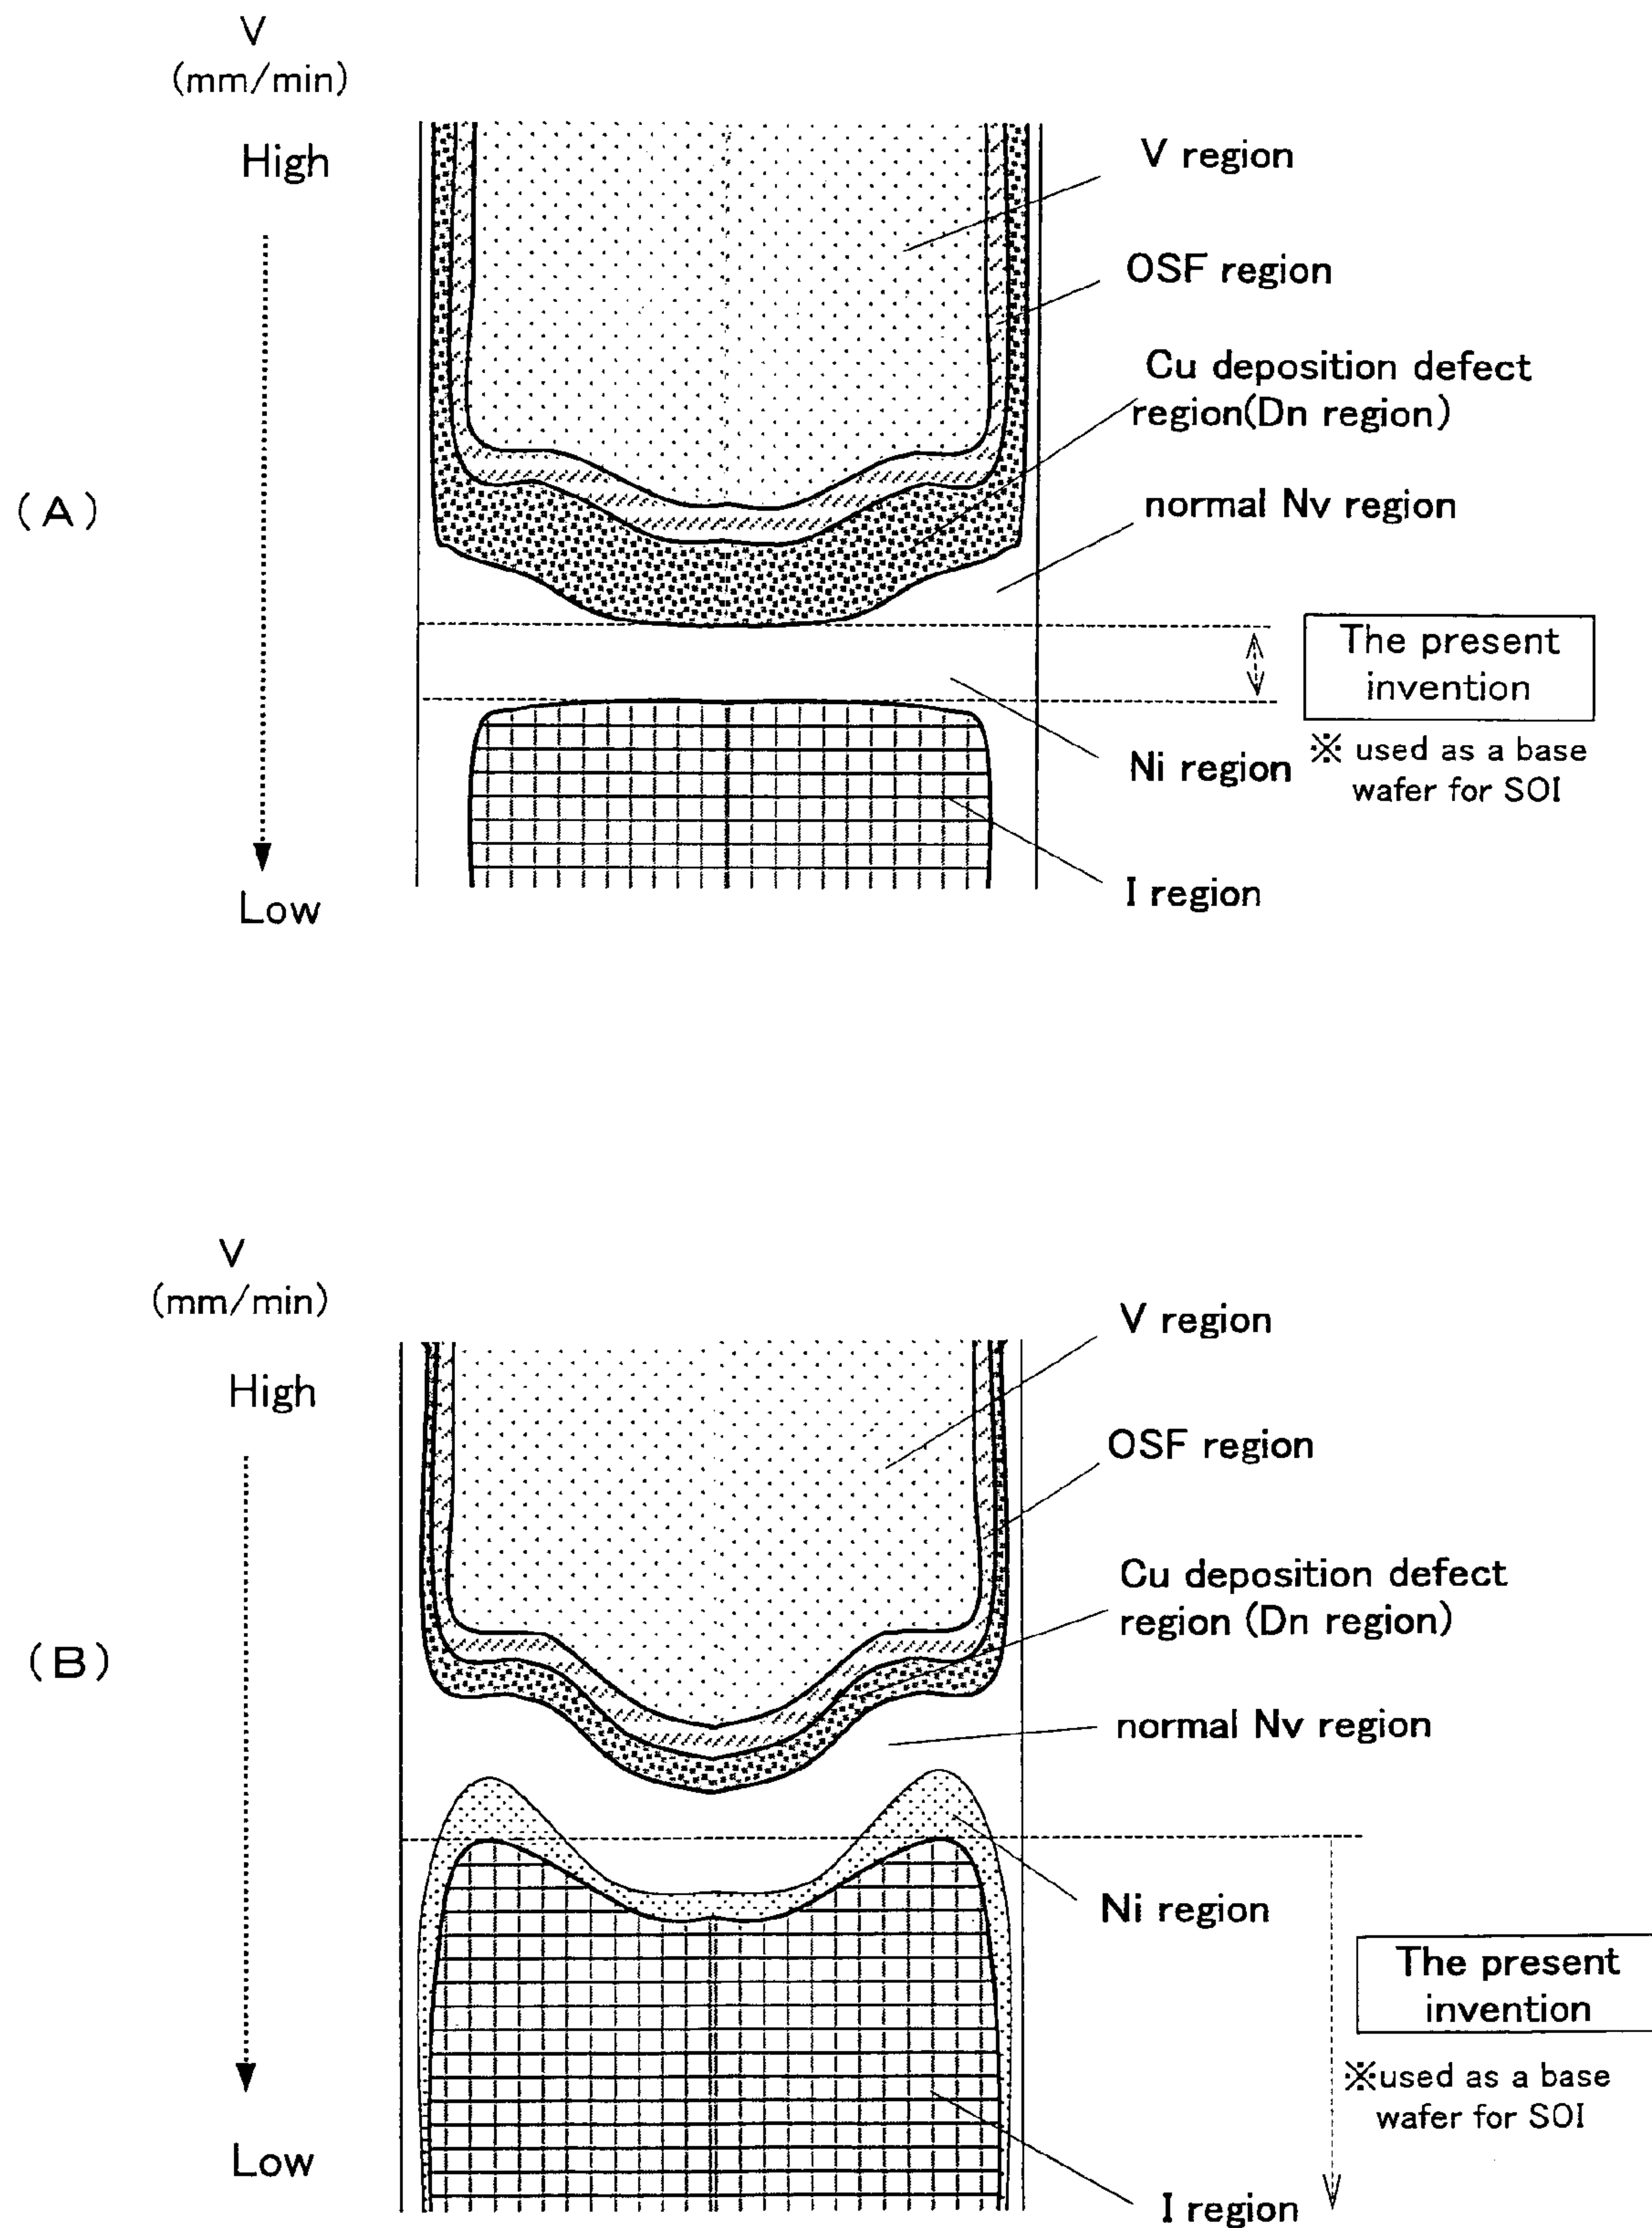 V
(mm/min)
High
V region
OSF region
Cu deposition defect
region(Dn region)
(A)
normal Nv region
The present
invention
※ used as a base
wafer for SOI
Ni region
I region
Low
V
(mm/min)
High
V region
OSF region
Cu deposition defect
region (Dn region)
(B)
normal Nv region
Ni region
The present
invention
※used as a base
wafer for SOI
Low
I region